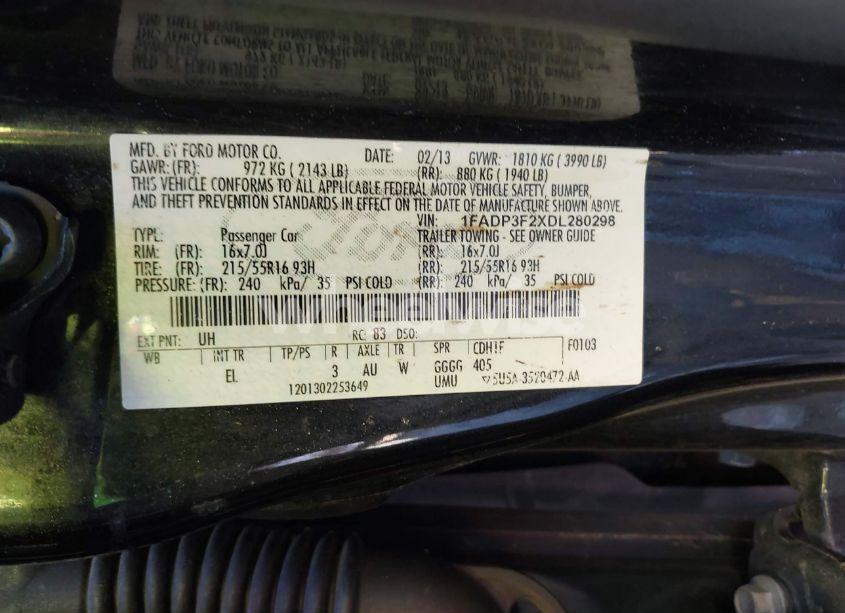 MFD. BY FORD MOTOR CO. DATE: 02/13 GVWR: 1810 KG ( 3990 LB)
GAWR:(FR): 972 KG ( 2143 LB) (RR): 880 KG ( 1940 LB)
THIS VEHICLE CONFORMS TO ALL APPLICABLE FEDERAL MOTOR VEHICLE SAFETY, BUMPER,
AND THEFT PREVENTION STANDARDS IN EFFECT ON THE DATE OF MANUFACTURE SHOWN ABOVE.
VIN: 1FADP3F2XDL280298
TYPE: Passenger Car TRAILER TOWING - SEE OWNER GUIDE
RIM: (FR): 16x7.0J (RR): 16x7.0J
TIRE: (FR): 215/55R16 93H (RR): 215/55R16 93H
PRESSURE: (FR): 240 kPa/ 35 PSI COLD (RR): 240 kPa/ 35 PSI COLD
EXT PNT: UH RC: 83 DSO: F0103
WB INT TR TP/PS R AXLE TR SPR CDH1F
EL 3 AU W GGGG 405
1201302253649 UMU